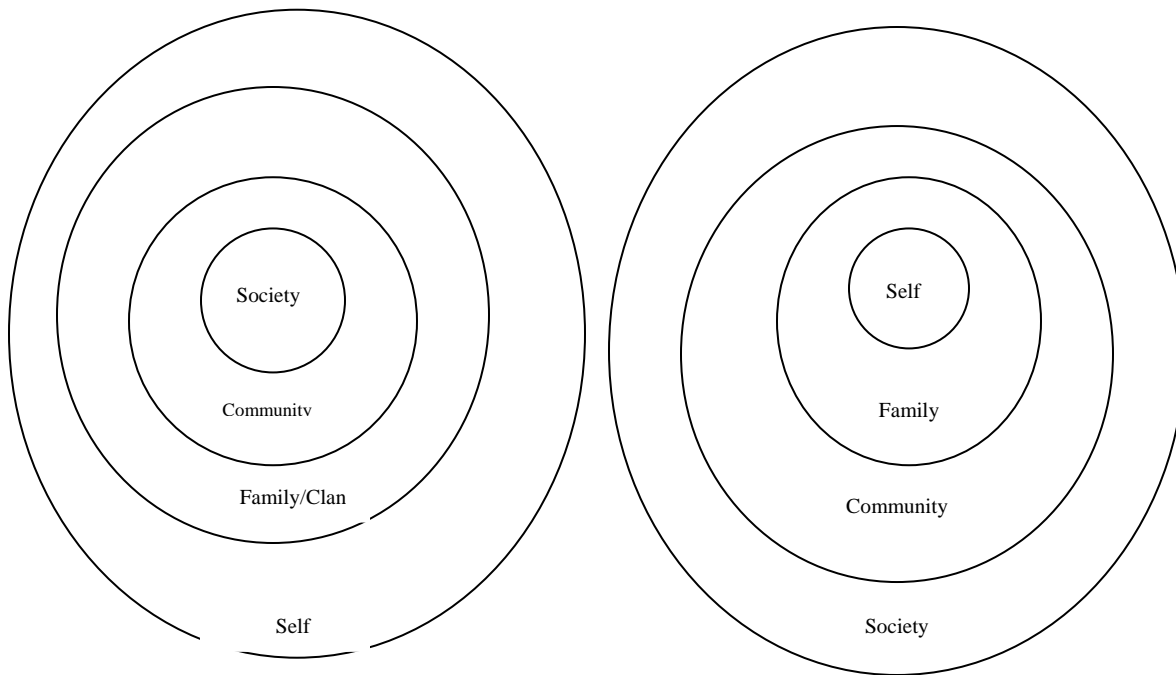 Society
Community
Family/Clan
Self
Self
Family
Community
Society